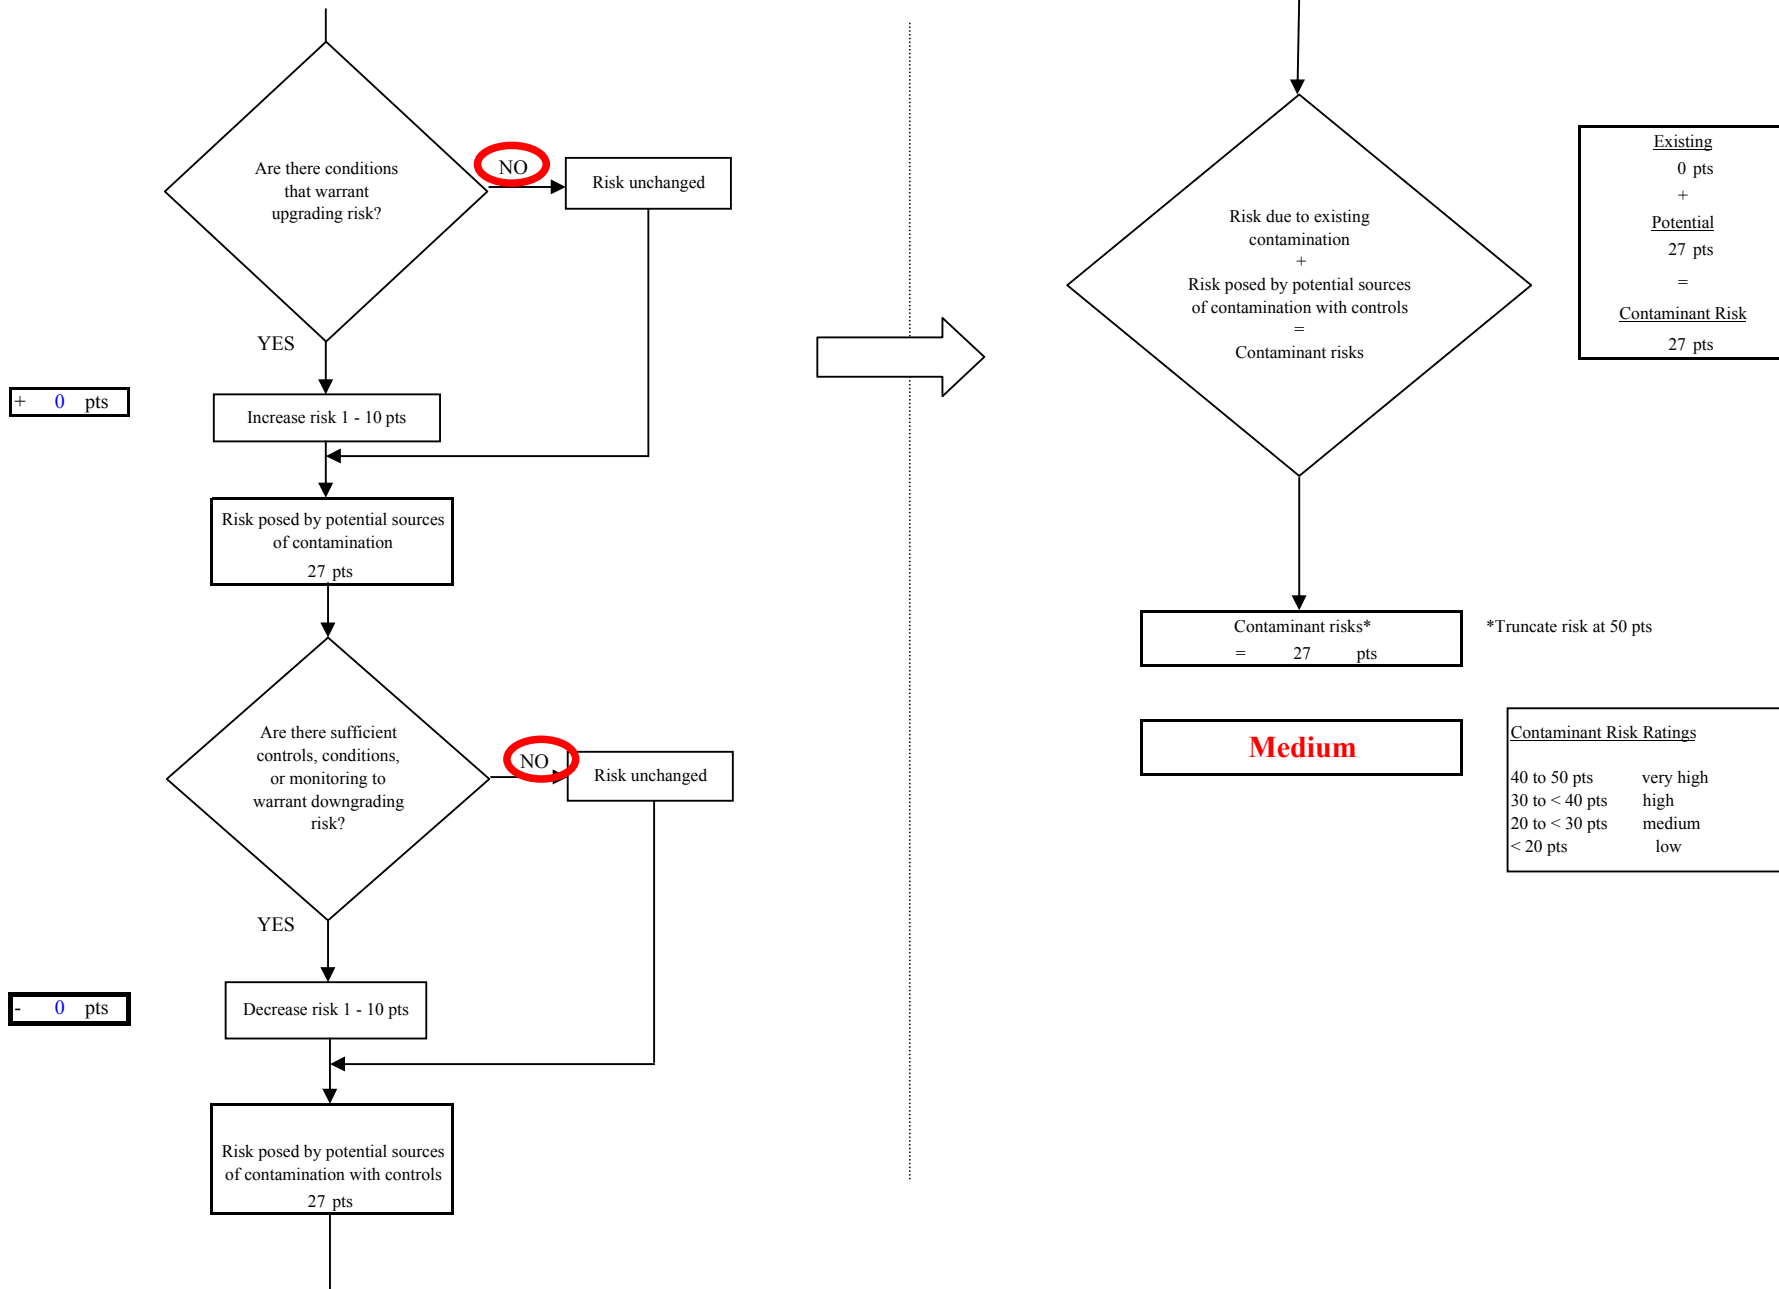 Are there conditions
that warrant
upgrading risk?
NO
Risk unchanged
YES
+ 0 pts
Increase risk 1 - 10 pts
Risk posed by potential sources
of contamination
27 pts
Are there sufficient
controls, conditions,
or monitoring to
warrant downgrading
risk?
NO
Risk unchanged
YES
- 0 pts
Decrease risk 1 - 10 pts
Risk posed by potential sources
of contamination with controls
27 pts
Risk due to existing
contamination
+
Risk posed by potential sources
of contamination with controls
=
Contaminant risks
Existing
0 pts
+
Potential
27 pts
=
Contaminant Risk
27 pts
Contaminant risks*
= 27 pts
*Truncate risk at 50 pts
Medium
Contaminant Risk Ratings
40 to 50 pts very high
30 to < 40 pts high
20 to < 30 pts medium
< 20 pts low